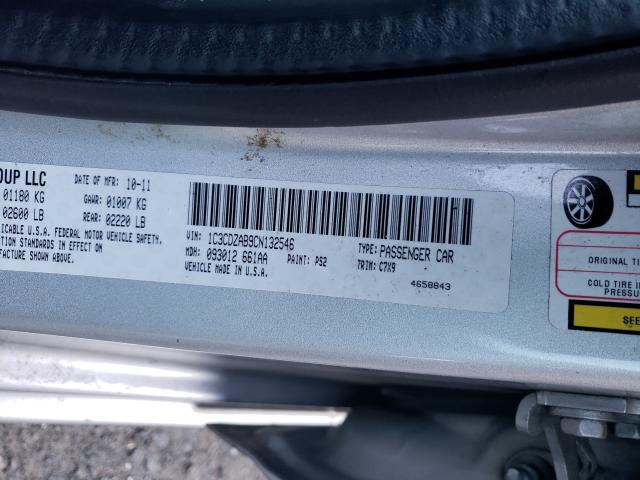 OUP LLC
DATE OF MFR: 10-11
01180 KG
GAWR: 01007 KG
02600 LB
REAR: 02220 LB
ICABLE U.S.A. FEDERAL MOTOR VEHICLE SAFETY,
TION STANDARDS IN EFFECT ON
FACTURE SHOWN ABOVE.
VIN: 1C3CDZAB9CN132546
TYPE: PASSENGER CAR
MDH: 093012 661AA
PAINT: PS2
TRIM: C7X9
VEHICLE MADE IN U.S.A.
4658843
ORIGINAL TI
COLD TIRE I
PRESSU
SEE